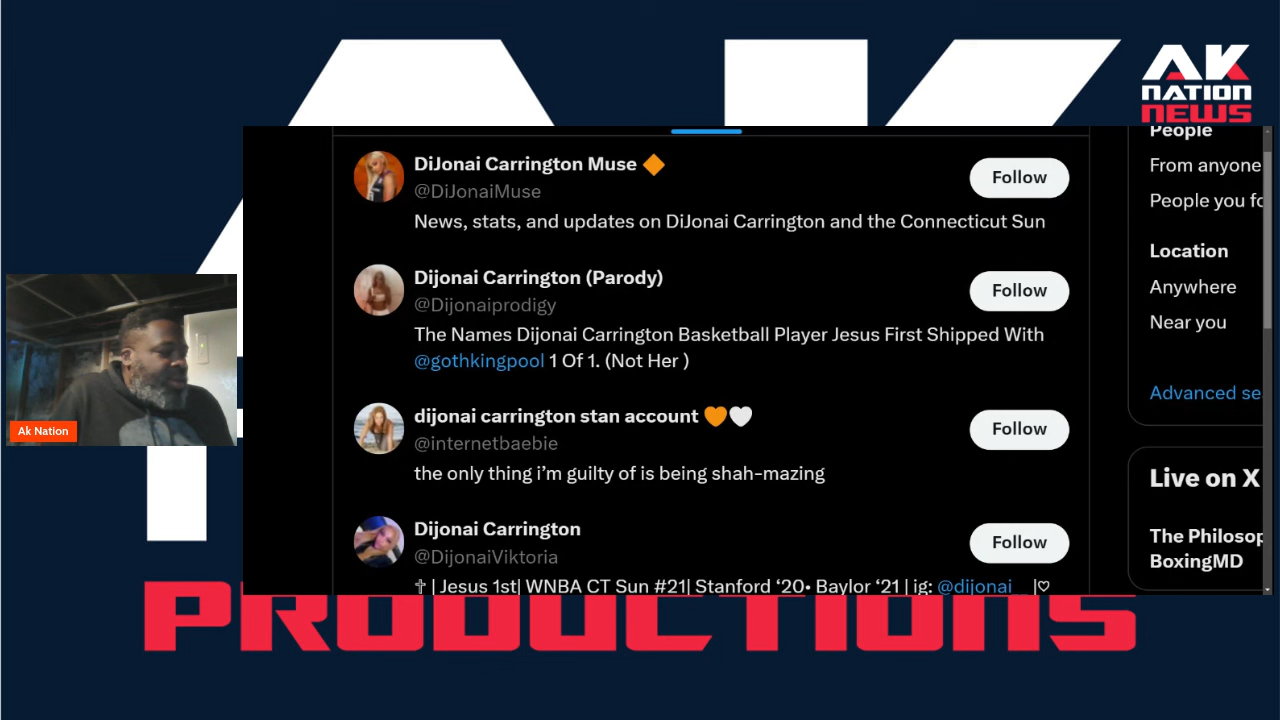 AK
NATION
NEWS
People
From anyone
People you fo
Location
Anywhere
Near you
Advanced se
Live on X
The Philosop
BoxingMD
DiJonai Carrington Muse 🔶
@DiJonaiMuse
Follow
News, stats, and updates on DiJonai Carrington and the Connecticut Sun
Dijonai Carrington (Parody)
@Dijonaiprodigy
Follow
The Names Dijonai Carrington Basketball Player Jesus First Shipped With
@gothkingpool 1 Of 1. (Not Her )
dijonai carrington stan account 🧡🤍
@internetbaebie
Follow
the only thing i’m guilty of is being shah-mazing
Dijonai Carrington
@DijonaiViktoria
Follow
✞ | Jesus 1st| WNBA CT Sun #21| Stanford ‘20• Baylor ‘21 | ig: @dijonai_ |♡
Ak Nation
AK
PRODUCTIONS